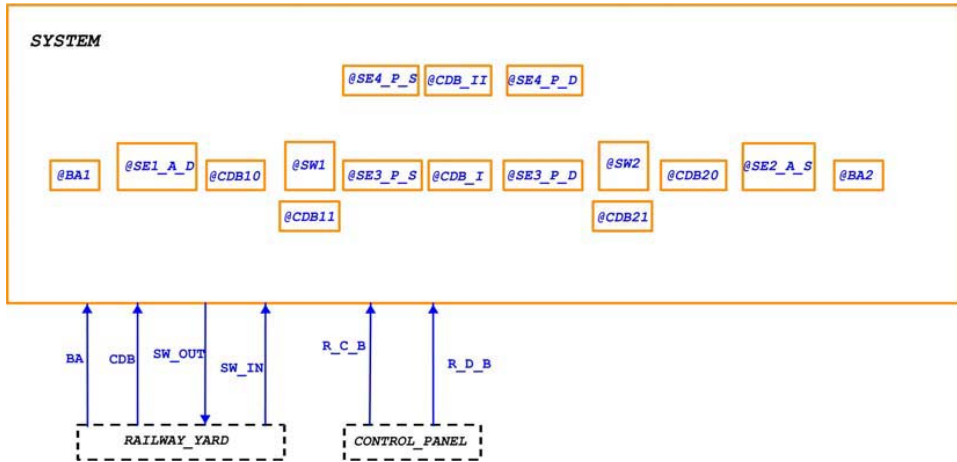 SYSTEM
@SE4_P_S @CDB_II @SE4_P_D
@BA1 @SE1_A_D @CDB10 @SW1 @SE3_P_S @CDB_I @SE3_P_D @SW2 @CDB20 @SE2_A_S @BA2
@CDB11 @CDB21
BA CDB SW_OUT SW_IN R_C_B R_D_B
RAILWAY_YARD CONTROL_PANEL